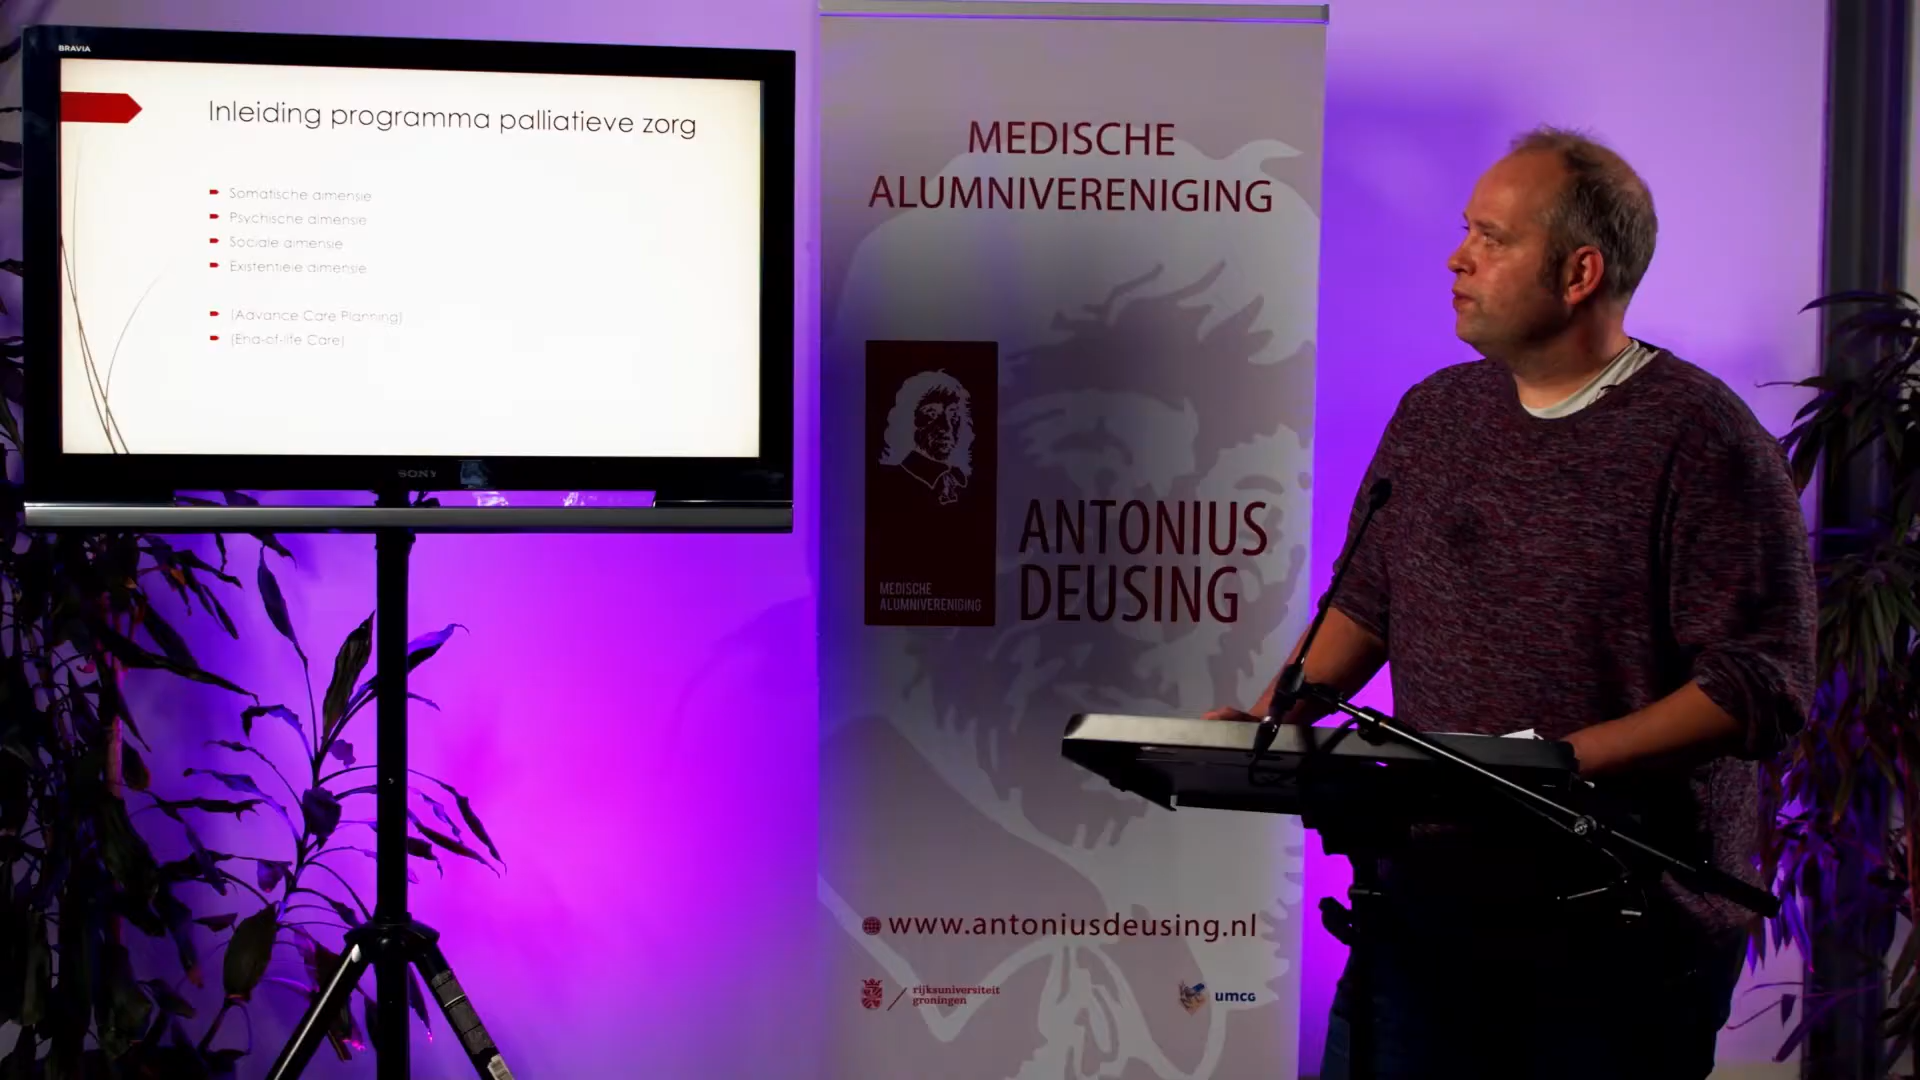 BRAVIA
Inleiding programma palliatieve zorg
Somatische dimensie
Psychische dimensie
Sociale dimensie
Existentiele dimensie
(Advance Care Planning)
(End-of-life Care)
SONY
MEDISCHE
ALUMNIVERENIGING
MEDISCHE
ALUMNIVERENIGING
ANTONIUS
DEUSING
www.antoniusdeusing.nl
rijksuniversiteit
groningen
umcg